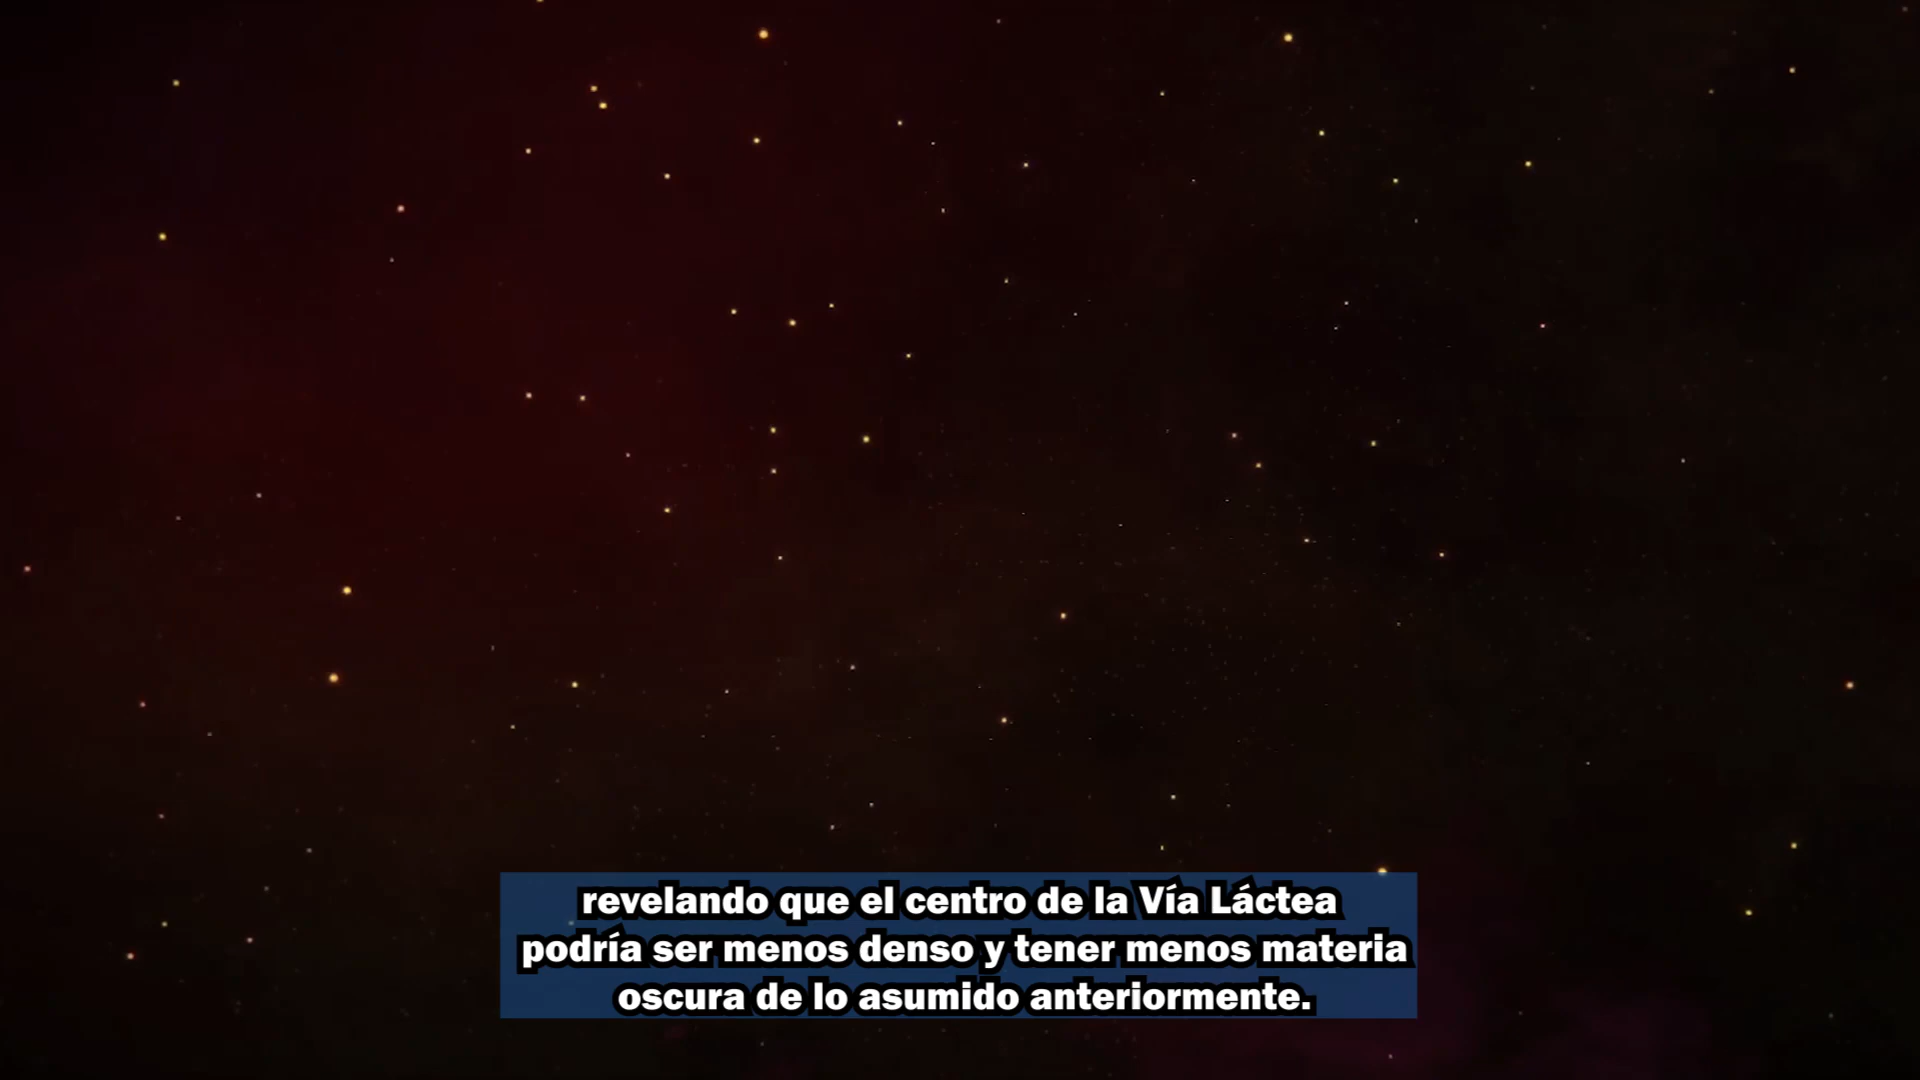 revelando que el centro de la Vía Láctea
podría ser menos denso y tener menos materia
oscura de lo asumido anteriormente.